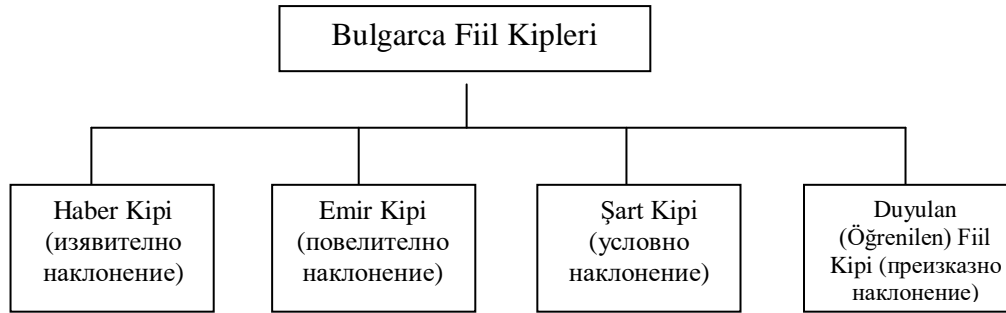 Bulgarca Fiil Kipleri
Haber Kipi
(изявително
наклонение)
Emir Kipi
(повелително
наклонение)
Şart Kipi
(условно
наклонение)
Duyulan
(Öğrenilen) Fiil
Kipi (преизказно
наклонение)